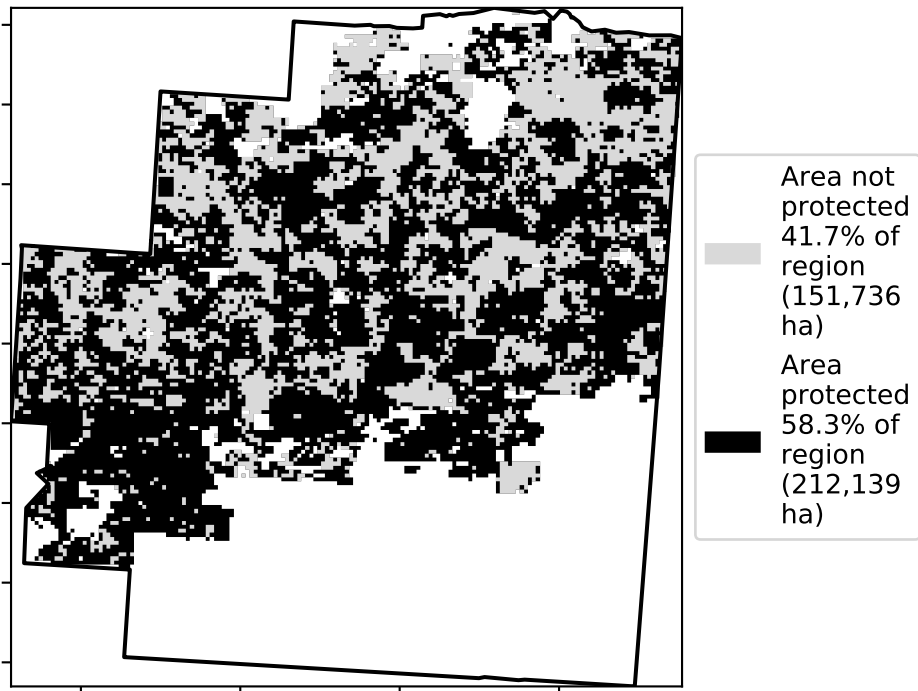 Area not
protected
41.7% of
region
(151,736
ha)
Area
protected
58.3% of
region
(212,139
ha)